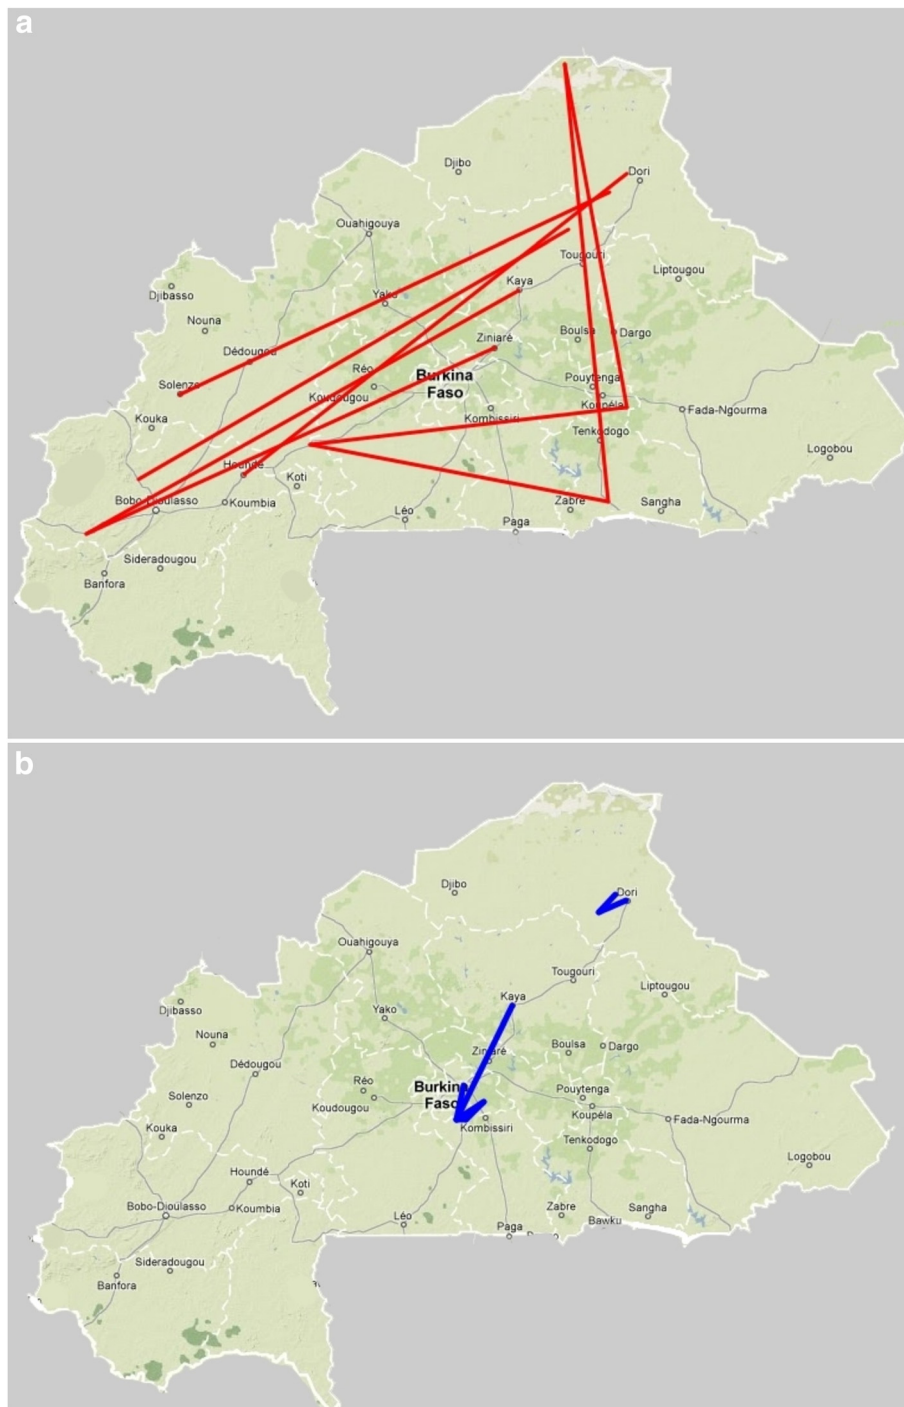 a
Djibo
Dori
Ouahigouya
Tougouri
Liptougou
Kaya
Djibasso
Yako
Nouna
Boulsa
Dargo
Ziniaré
Dédougou
Réo
Burkina
Faso
Pouytenga
Solenzo
Koudougou
Koupéla
Fada-Ngourma
Kouka
Kombissiri
Tenkodogo
Logobou
Houndé
Koti
Bobo-Dioulasso
Koumbia
Zabre
Sangha
Léo
Paga
Sideradougou
Banfora
b
Djibo
Dori
Ouahigouya
Tougouri
Liptougou
Kaya
Djibasso
Yako
Nouna
Boulsa
Dargo
Ziniaré
Dédougou
Réo
Burkina
Faso
Pouytenga
Solenzo
Koudougou
Koupéla
Fada-Ngourma
Kouka
Kombissiri
Tenkodogo
Logobou
Houndé
Koti
Bobo-Dioulasso
Koumbia
Zabre
Sangha
Léo
Bawku
Paga
Sideradougou
Banfora